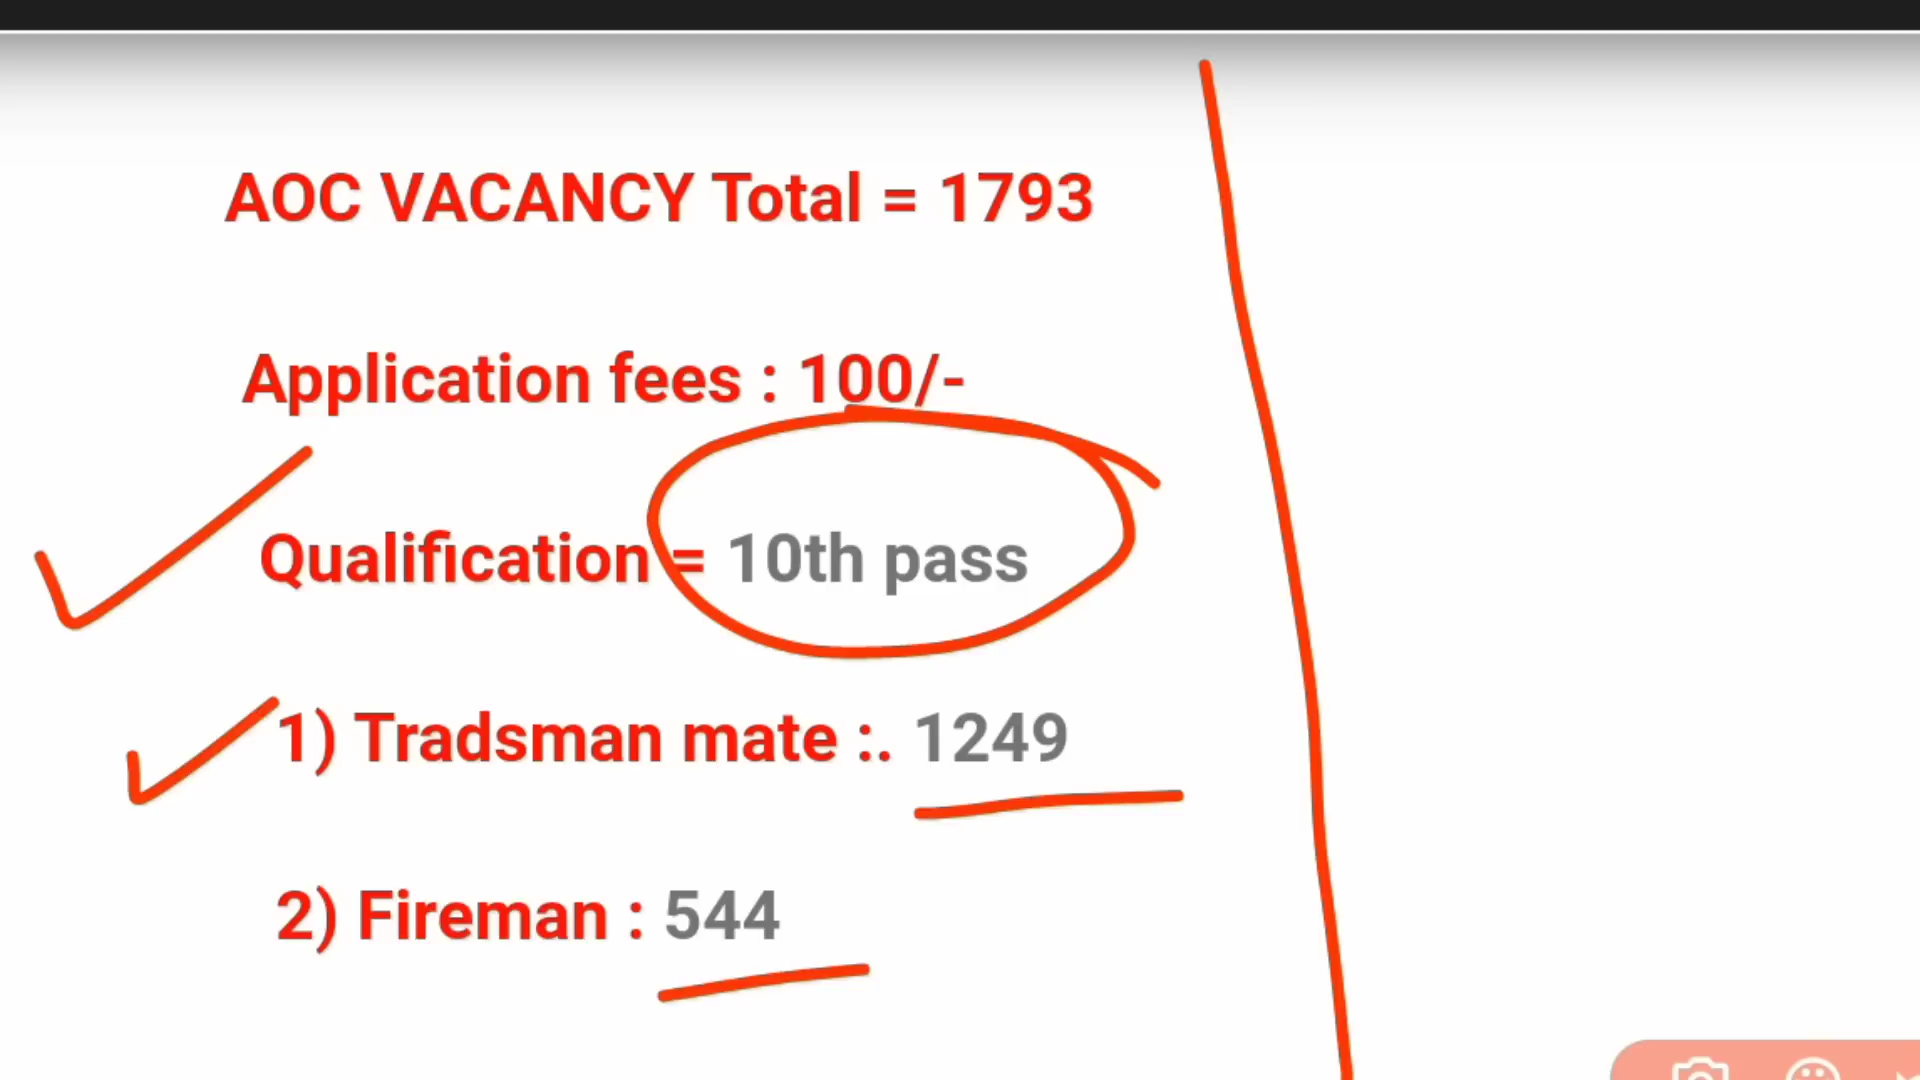 AOC VACANCY Total = 1793
Application fees : 100/-
Qualification = 10th pass
1) Tradsman mate :. 1249
2) Fireman : 544